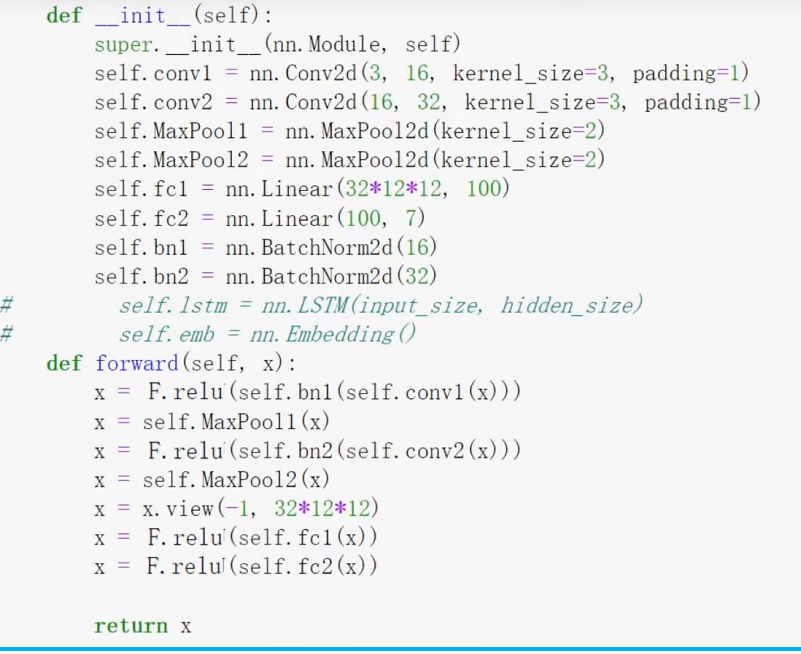 def __init__(self):
super.__init__(nn.Module, self)
self.conv1 = nn.Conv2d(3, 16, kernel_size=3, padding=1)
self.conv2 = nn.Conv2d(16, 32, kernel_size=3, padding=1)
self.MaxPool1 = nn.MaxPool2d(kernel_size=2)
self.MaxPool2 = nn.MaxPool2d(kernel_size=2)
self.fc1 = nn.Linear(32*12*12, 100)
self.fc2 = nn.Linear(100, 7)
self.bn1 = nn.BatchNorm2d(16)
self.bn2 = nn.BatchNorm2d(32)
# self.lstm = nn.LSTM(input_size, hidden_size)
# self.emb = nn.Embedding()
def forward(self, x):
x = F.relu(self.bn1(self.conv1(x)))
x = self.MaxPool1(x)
x = F.relu(self.bn2(self.conv2(x)))
x = self.MaxPool2(x)
x = x.view(-1, 32*12*12)
x = F.relu(self.fc1(x))
x = F.relu(self.fc2(x))
return x